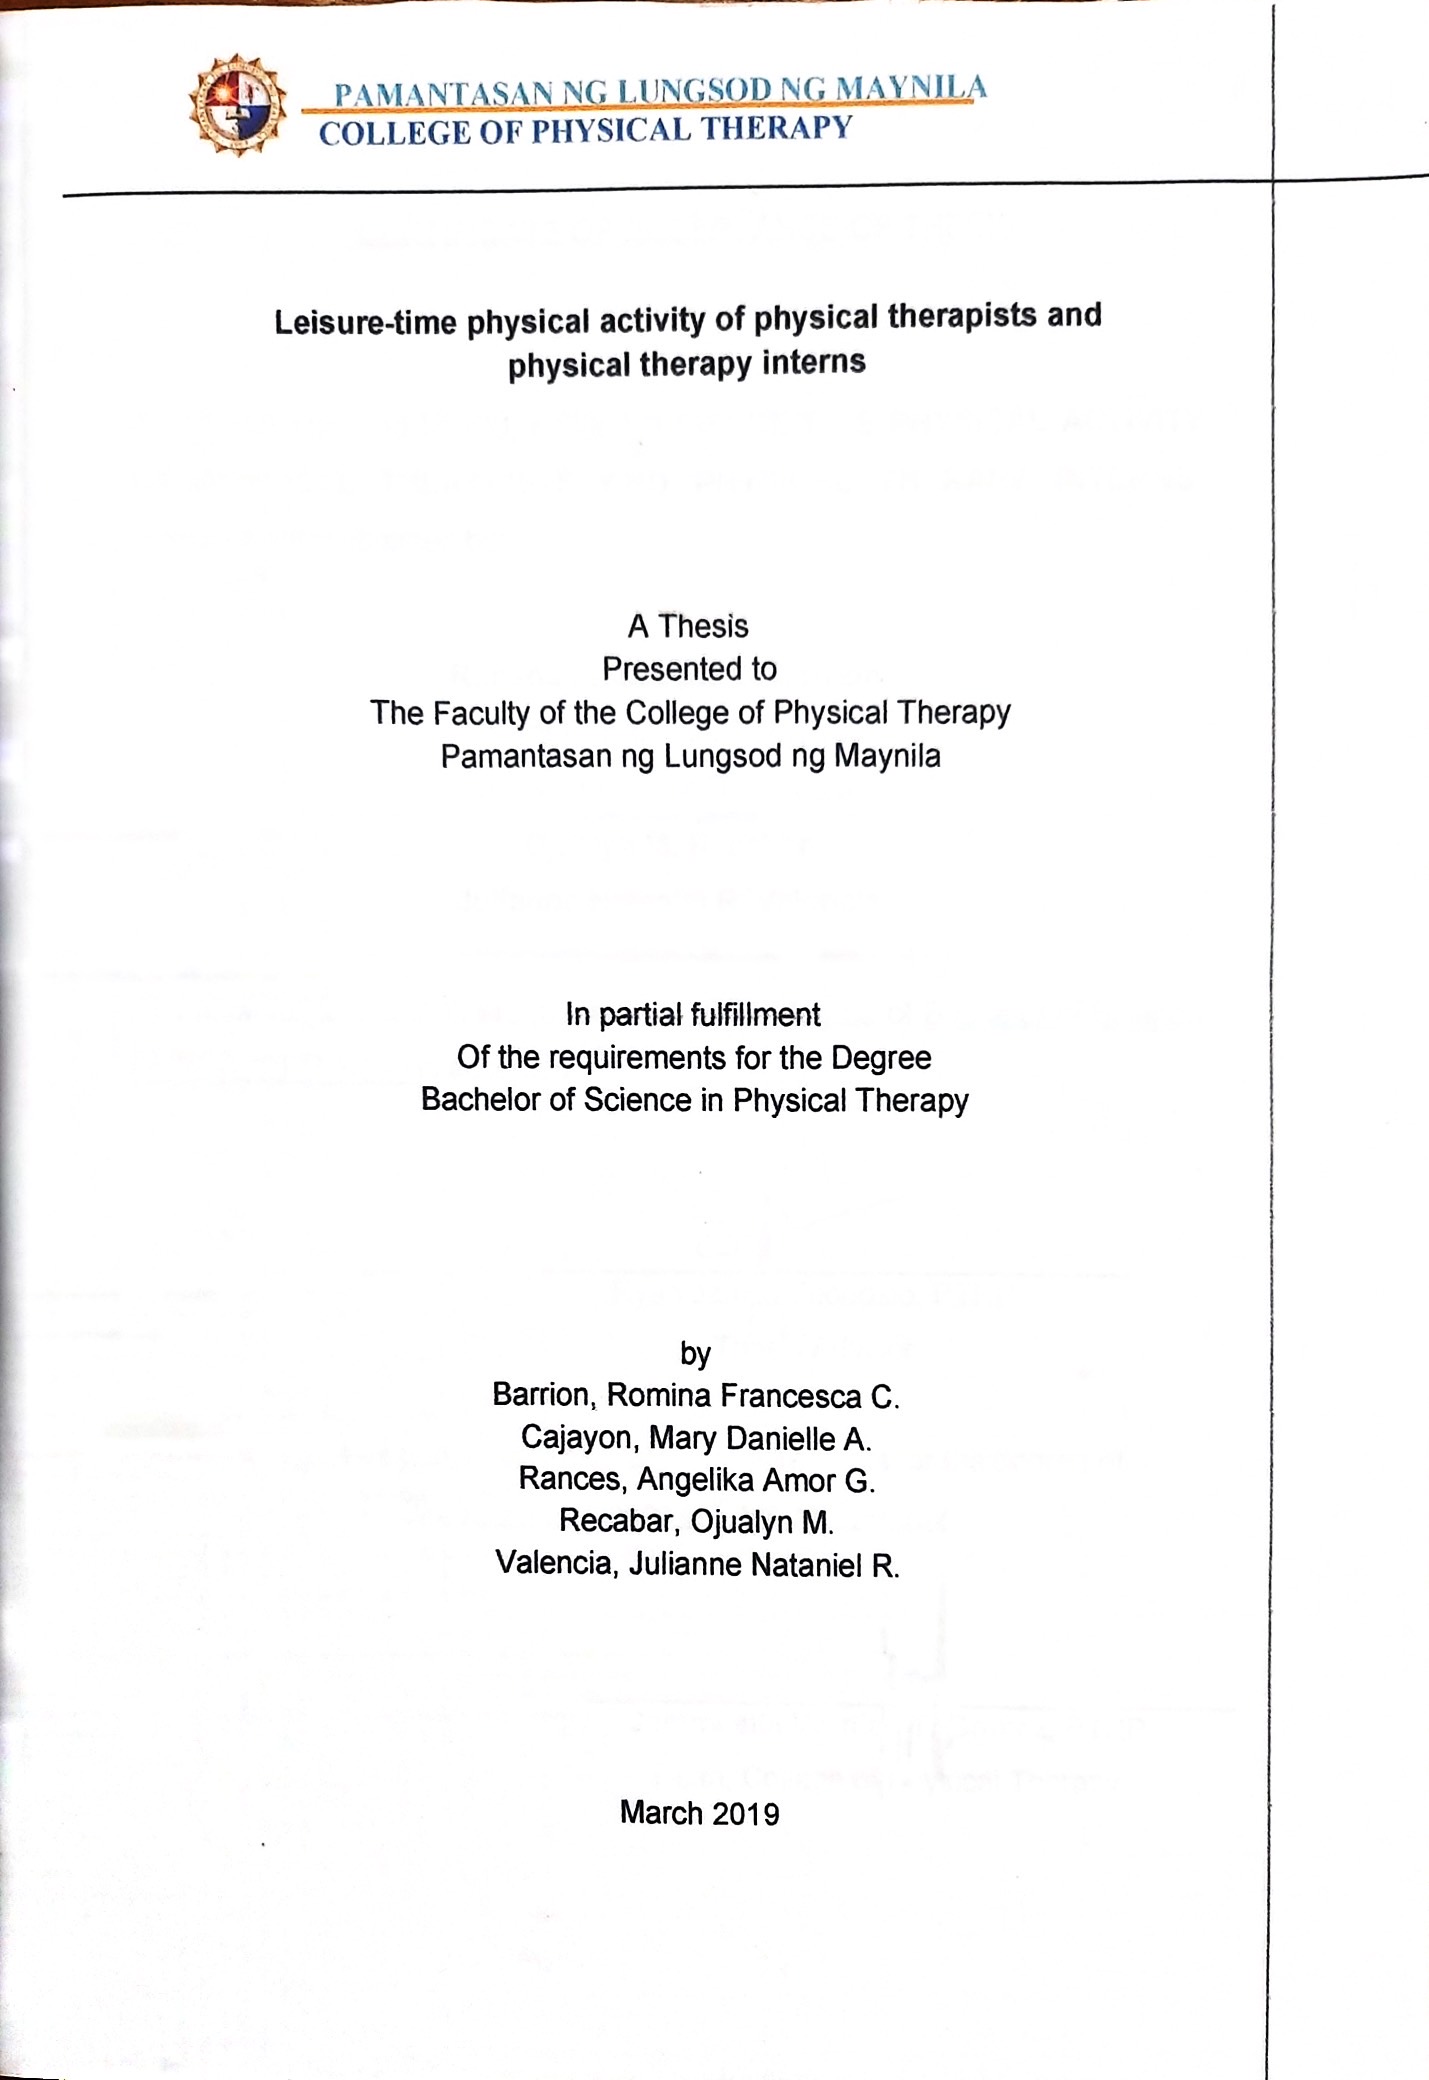 PAMANTASAN NG LUNGSOD NG MAYNILA
COLLEGE OF PHYSICAL THERAPY
Leisure-time physical activity of physical therapists and
physical therapy interns
A Thesis
Presented to
The Faculty of the College of Physical Therapy
Pamantasan ng Lungsod ng Maynila
In partial fulfillment
Of the requirements for the Degree
Bachelor of Science in Physical Therapy
by
Barrion, Romina Francesca C.
Cajayon, Mary Danielle A.
Rances, Angelika Amor G.
Recabar, Ojualyn M.
Valencia, Julianne Nataniel R.
March 2019